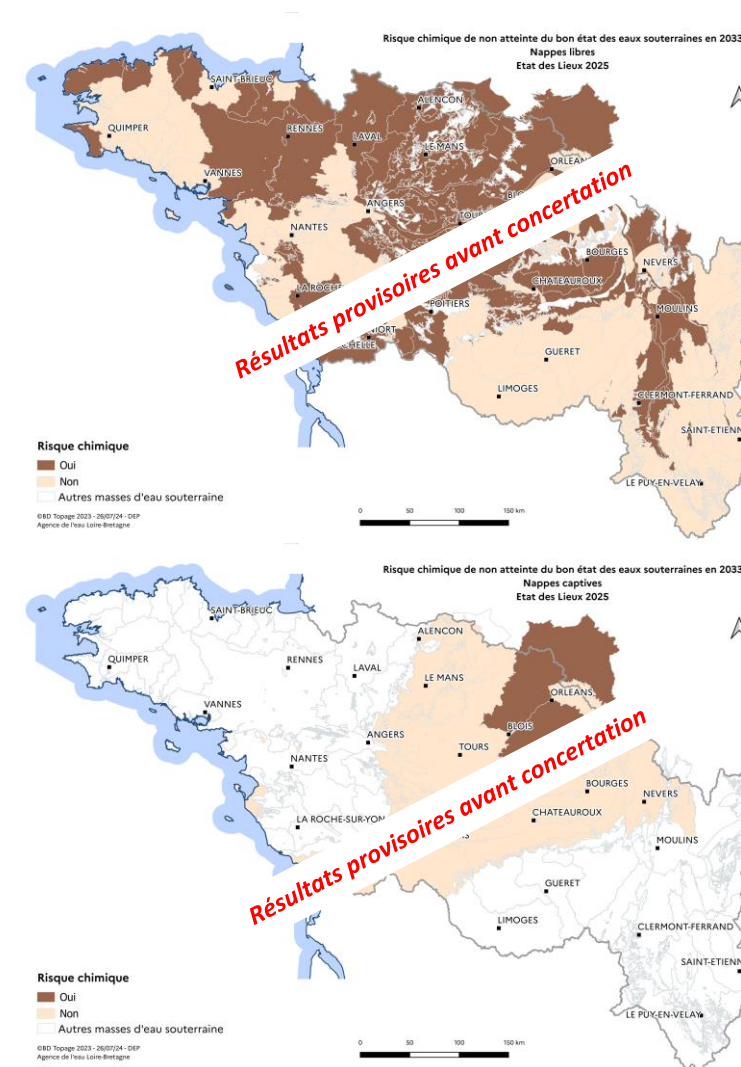 Risque chimique de non atteinte du bon état des eaux souterraines en 2033
Nappes libres
Etat des Lieux 2025
SAINT-BRIEUC
ALENCON
QUIMPER
RENNES
LAVAL
LE MANS
ORLEANS
VANNES
ANGERS
TOUR
NANTES
BOURGES
NEVERS
CHATEAUROUX
LA ROCHE
POITIERS
MOULINS
NIORT
CHELLE
GUERET
LIMOGES
CLERMONT-FERRAND
SAINT-ETIENN
LE PUY-EN-VELAY
Résultats provisoires avant concertation
Risque chimique
Oui
Non
Autres masses d'eau souterraine
©BD Topage 2023 - 26/07/24 - DEP
Agence de l'eau Loire-Bretagne
0 50 100 150 km
Risque chimique de non atteinte du bon état des eaux souterraines en 2033
Nappes captives
Etat des Lieux 2025
SAINT-BRIEUC
ALENCON
QUIMPER
RENNES
LAVAL
LE MANS
ORLEANS
VANNES
BLOIS
ANGERS
TOURS
NANTES
BOURGES
NEVERS
LA ROCHE-SUR-YON
CHATEAUROUX
MOULINS
GUERET
LIMOGES
CLERMONT-FERRAND
SAINT-ETIENN
LE PUY-EN-VELAY
Résultats provisoires avant concertation
Risque chimique
Oui
Non
Autres masses d'eau souterraine
©BD Topage 2023 - 26/07/24 - DEP
Agence de l'eau Loire-Bretagne
0 50 100 150 km